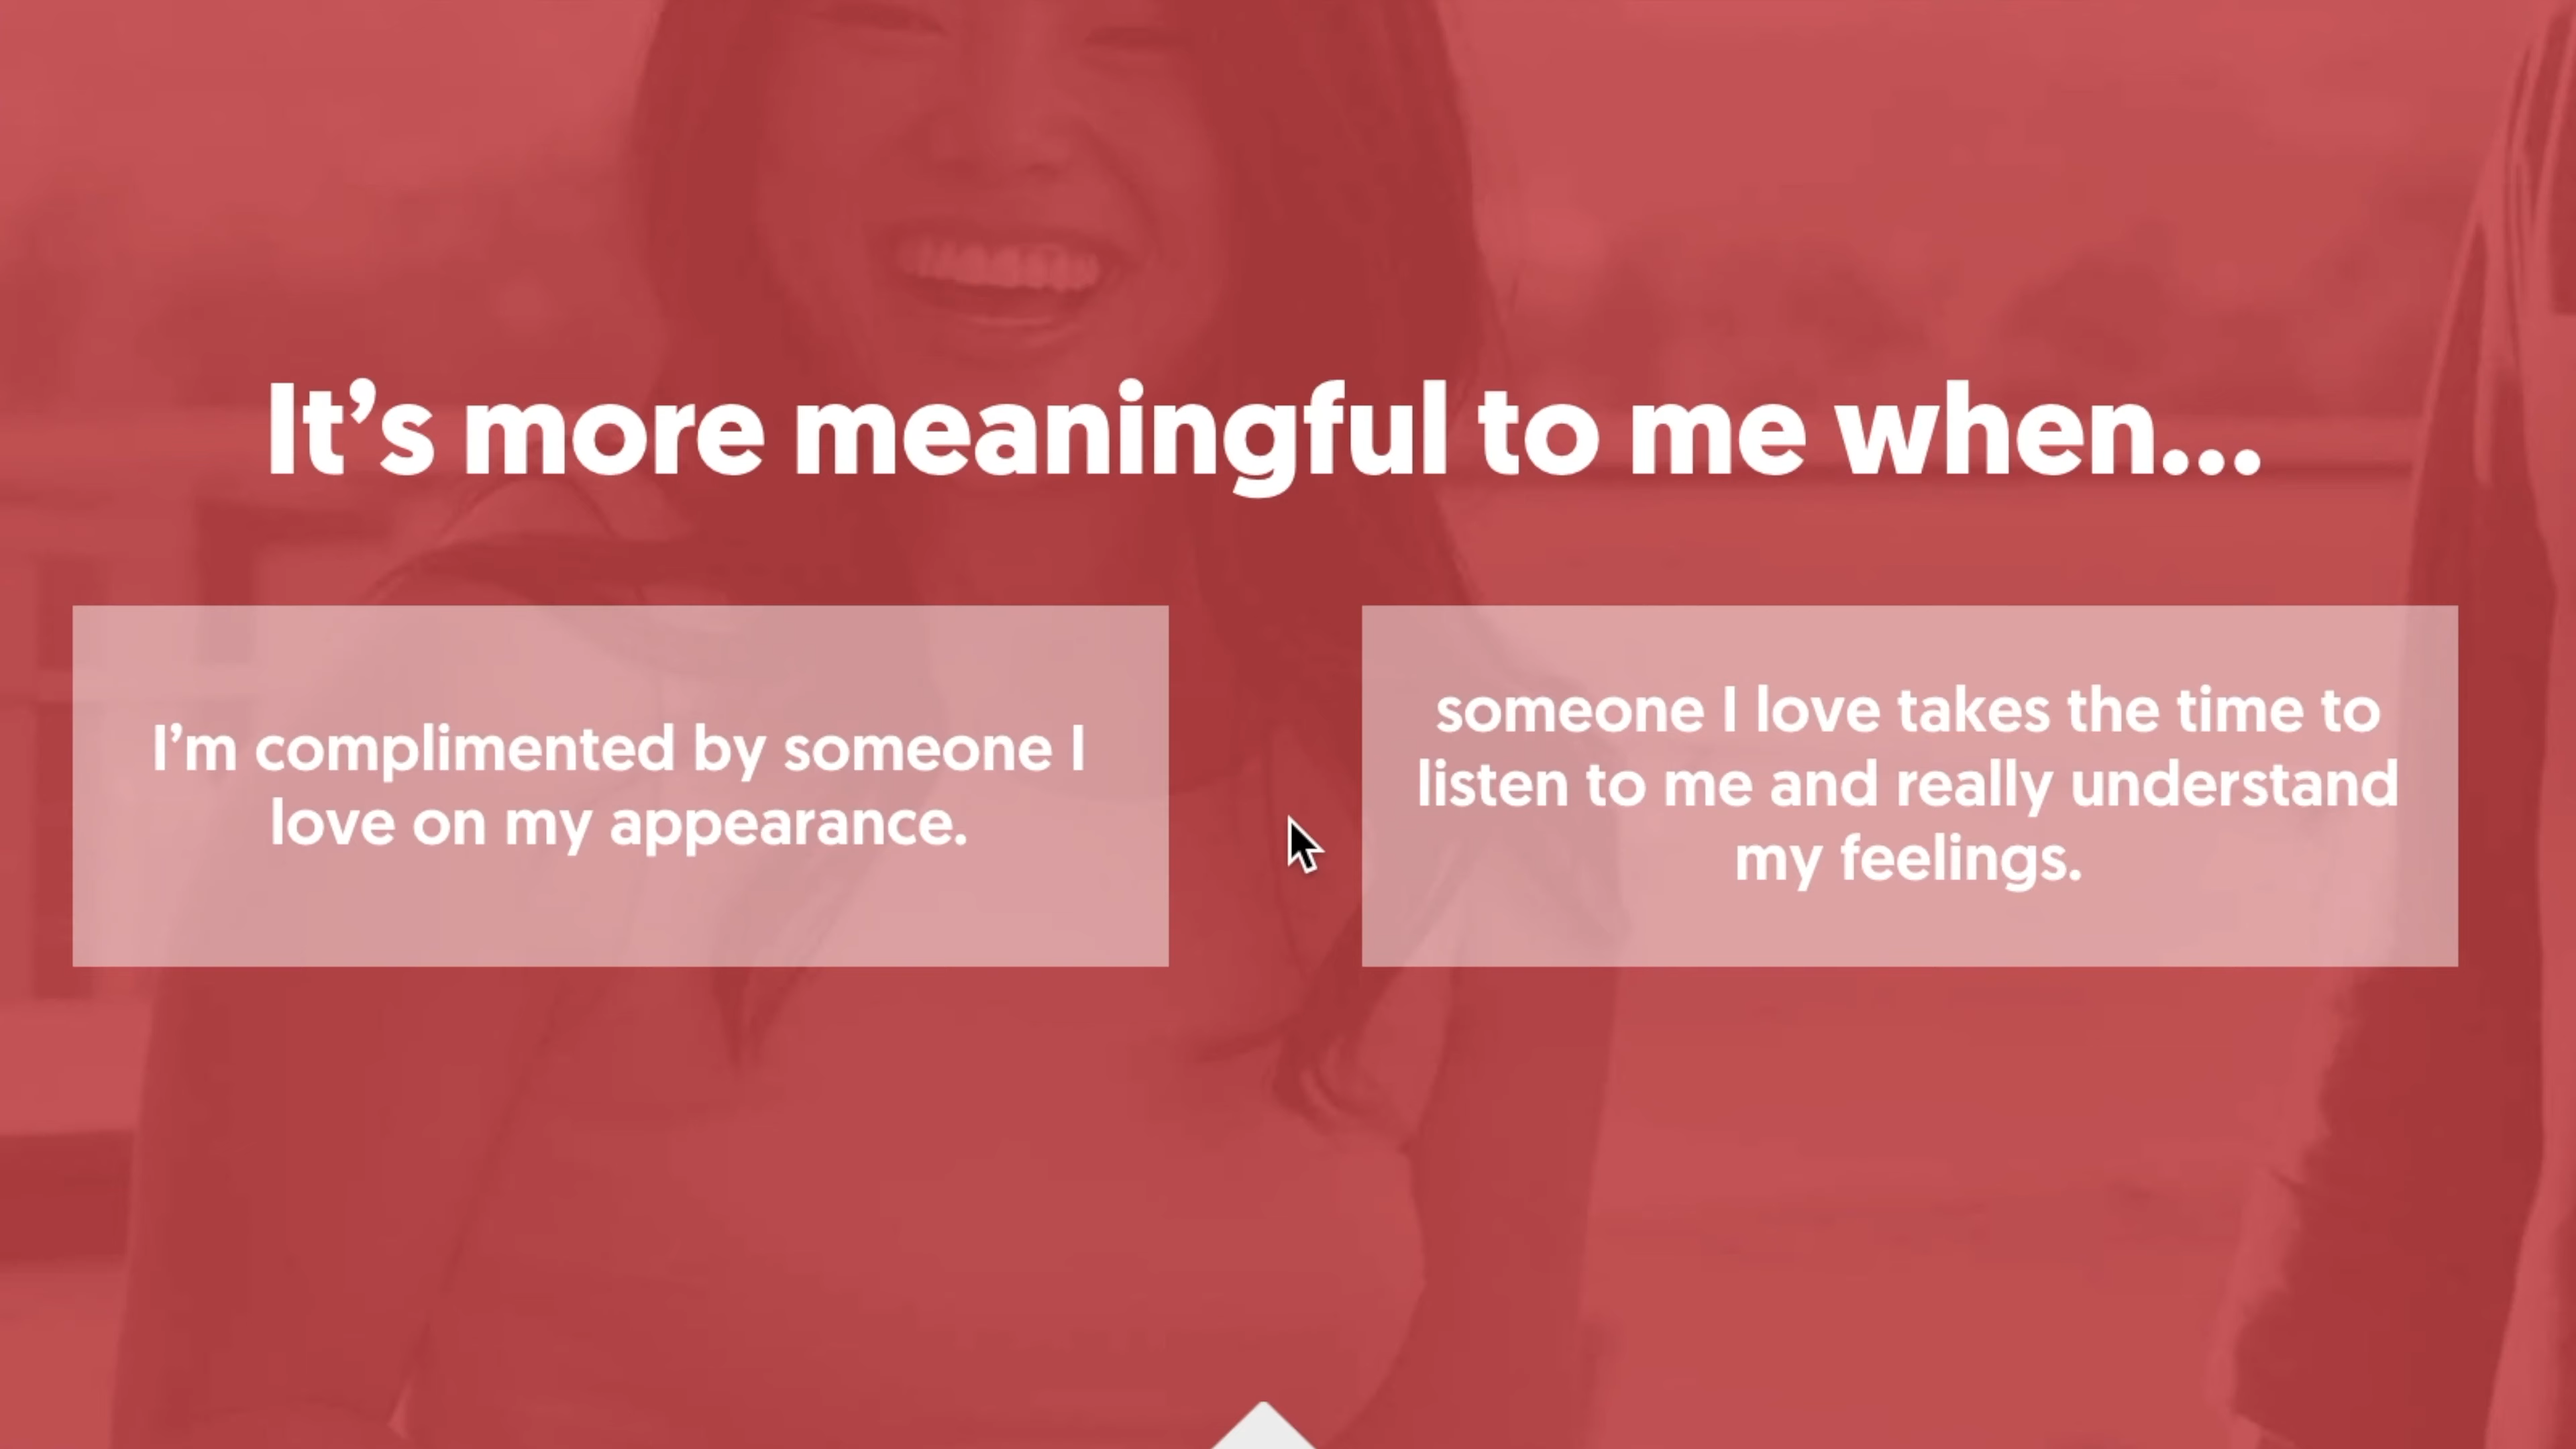 It’s more meaningful to me when...
I’m complimented by someone I
love on my appearance.
someone I love takes the time to
listen to me and really understand
my feelings.